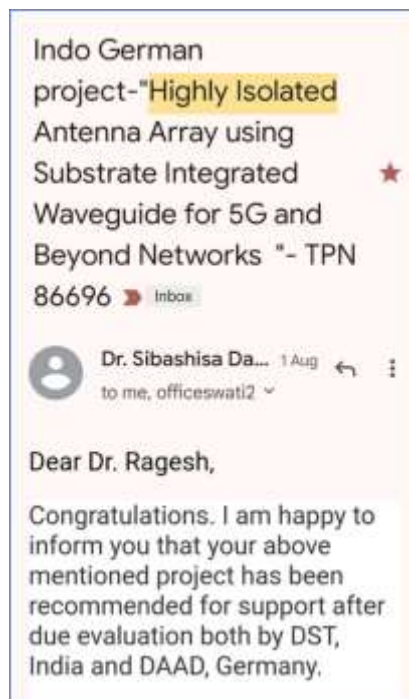 Indo German
project-"Highly Isolated
Antenna Array using
Substrate Integrated
Waveguide for 5G and
Beyond Networks "- TPN
86696 Inbox
Dr. Sibashisa Da... 1 Aug
to me, officeswati2
Dear Dr. Ragesh,
Congratulations. I am happy to
inform you that your above
mentioned project has been
recommended for support after
due evaluation both by DST,
India and DAAD, Germany.